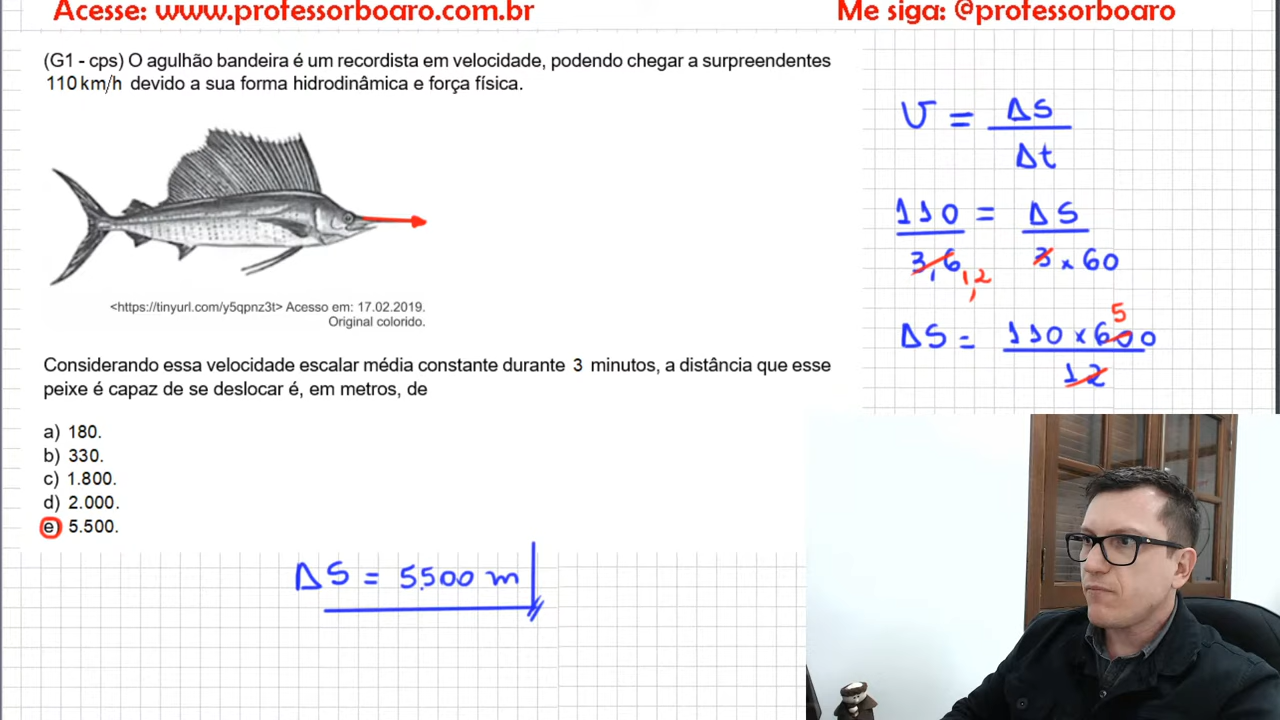 Acesse: www.professorboaro.com.br
Me siga: @professorboaro
(G1 - cps) O agulhão bandeira é um recordista em velocidade, podendo chegar a surpreendentes
110 km/h devido a sua forma hidrodinâmica e força física.
<https://tinyurl.com/y5qpnz3t> Acesso em: 17.02.2019.
Original colorido.
Considerando essa velocidade escalar média constante durante 3 minutos, a distância que esse
peixe é capaz de se deslocar é, em metros, de
a) 180.
b) 330.
c) 1.800.
d) 2.000.
e) 5.500.
ΔS = 5.500 m
V = ΔS
Δt
110 = ΔS
3,6 1,2 3 x 60
5
ΔS = 110 x 600
12